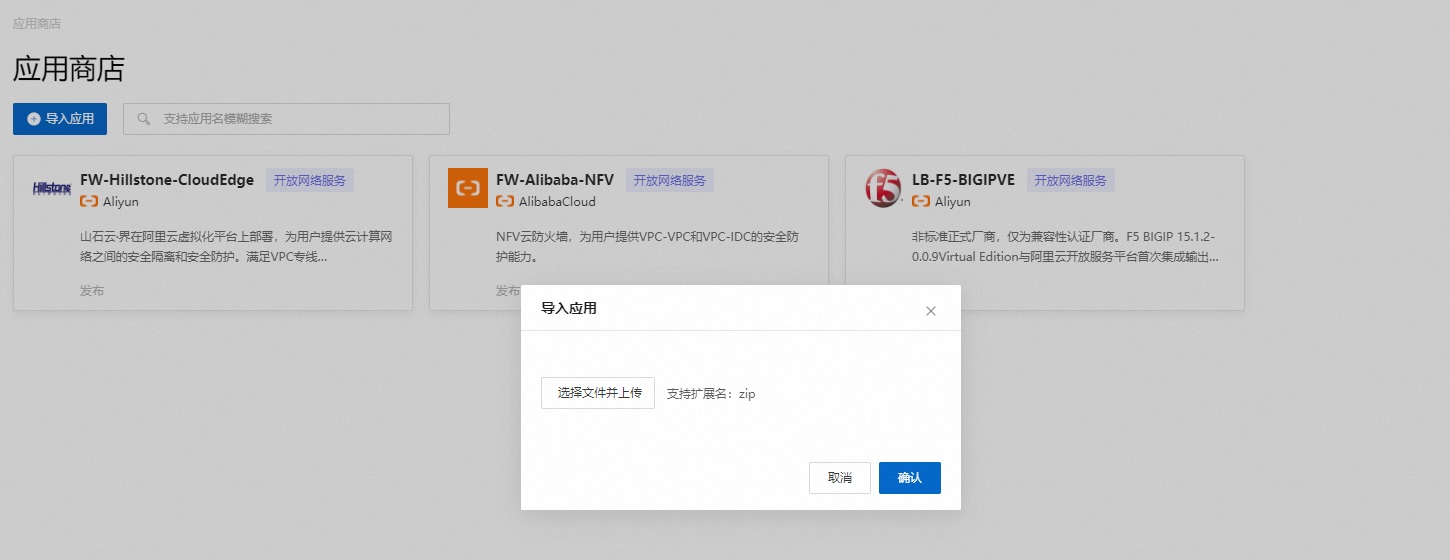 应用商店
应用商店
导入应用
支持应用名模糊搜索
Hillstone
FW-Hillstone-CloudEdge
开放网络服务
Aliyun
山石云·界在阿里云虚拟化平台上部署，为用户提供云计算网
络之间的安全隔离和安全防护。满足VPC专线...
发布
FW-Alibaba-NFV
开放网络服务
AlibabaCloud
NFV云防火墙，为用户提供VPC-VPC和VPC-IDC的安全防
护能力。
发布
f5
LB-F5-BIGIPVE
开放网络服务
Aliyun
非标准正式厂商，仅为兼容性认证厂商。F5 BIGIP 15.1.2-
0.0.9Virtual Edition与阿里云开放服务平台首次集成输出...
导入应用
选择文件并上传
支持扩展名：zip
取消
确认